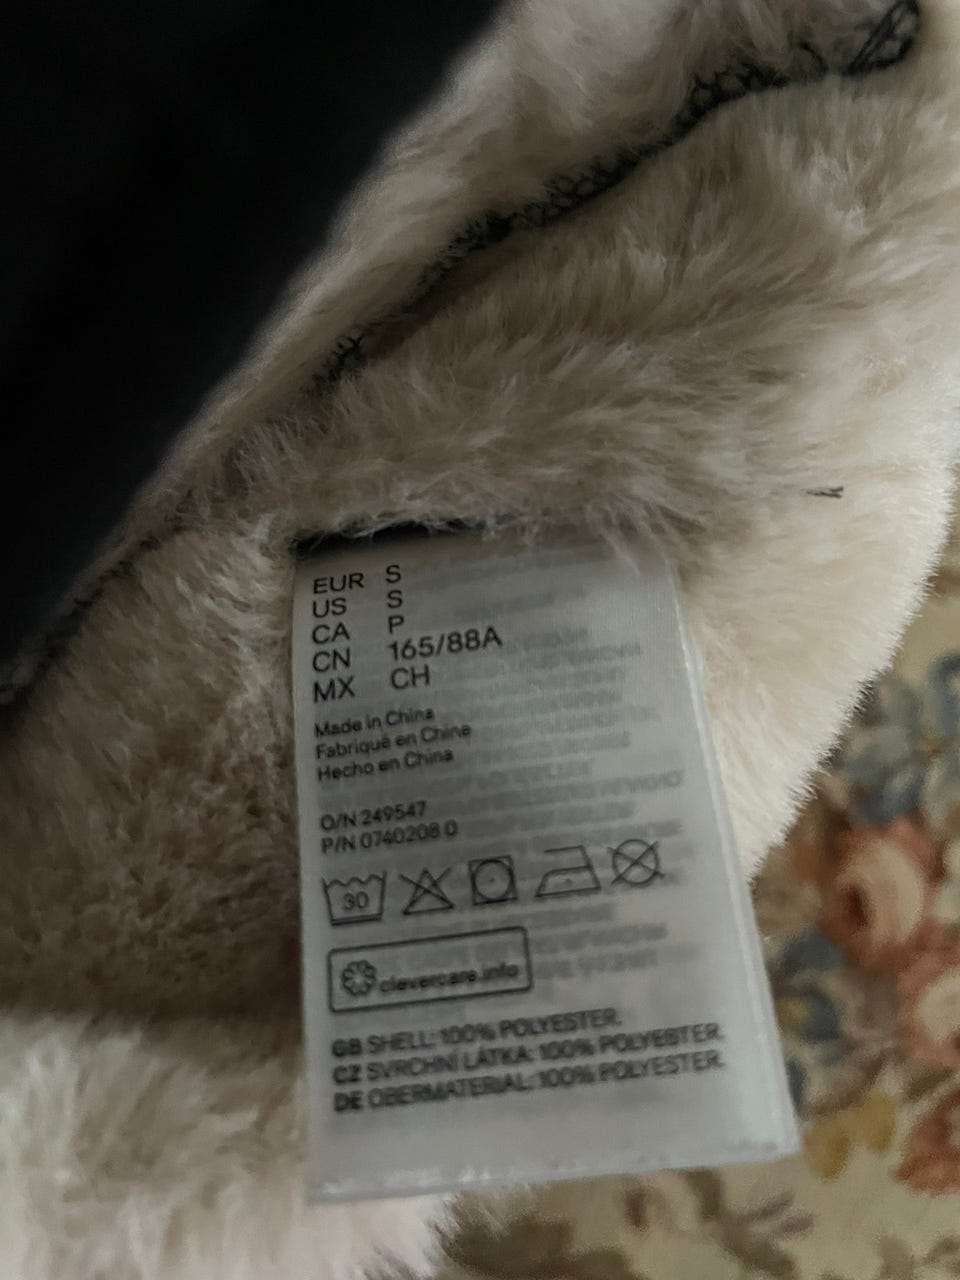 EUR S
US S
CA P
CN 165/88A
MX CH
Made in China
Fabriqué en Chine
Hecho en China
O/N 249547
P/N 0740208 0
30
clevercare.info
GB SHELL: 100% POLYESTER.
CZ SVRCHNÍ LÁTKA: 100% POLYESTER.
DE OBERMATERIAL: 100% POLYESTER.